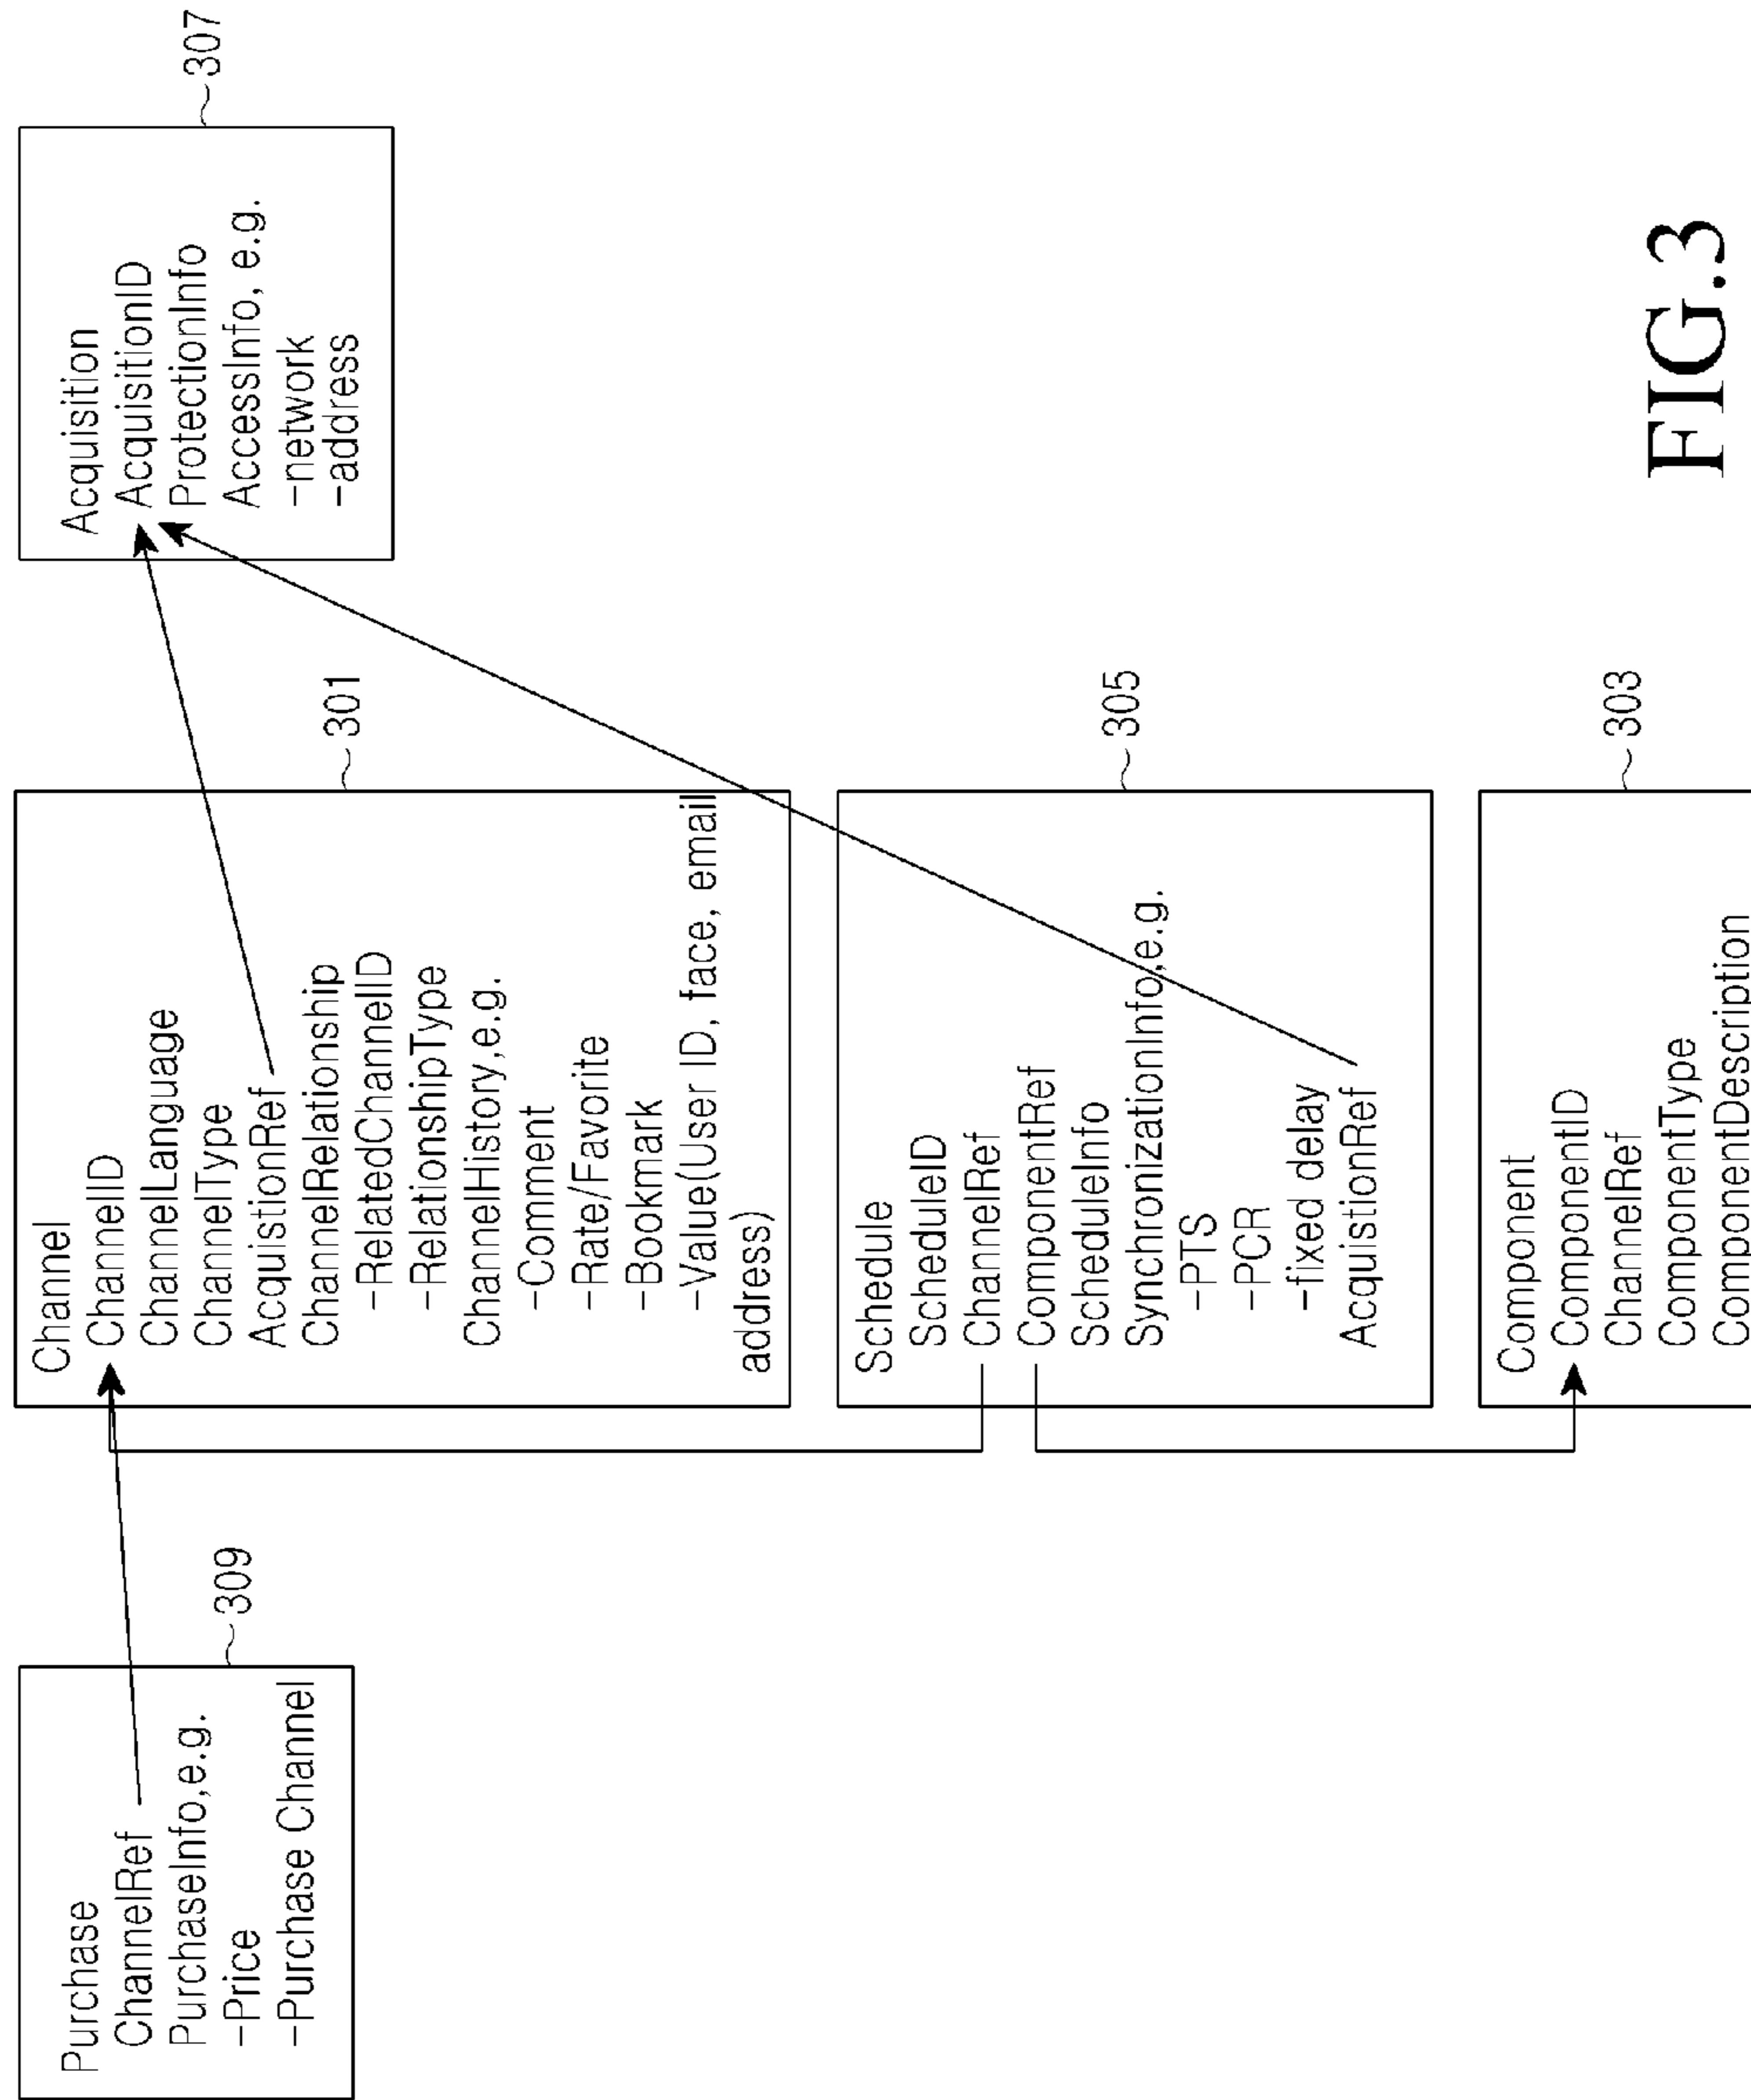 Purchase
ChannelRef
PurchaseInfo,e.g.
-Price
-Purchase Channel
309
Channel
ChannelID
ChannelLanguage
ChannelType
AcquistionRef
ChannelRelationship
-RelatedChannelID
-RelationshipType
ChannelHistory,e.g.
-Comment
-Rate/Favorite
-Bookmark
-Value(User ID, face, email
address)
301
Acquisition
AcquisitionID
ProtectionInfo
AccessInfo, e.g.
-network
-address
307
Schedule
ScheduleID
ChannelRef
ComponentRef
ScheduleInfo
SynchronizationInfo,e.g.
-PTS
-PCR
-fixed delay
AcquistionRef
305
Component
ComponentID
ChannelRef
ComponentType
ComponentDescription
303
FIG.3